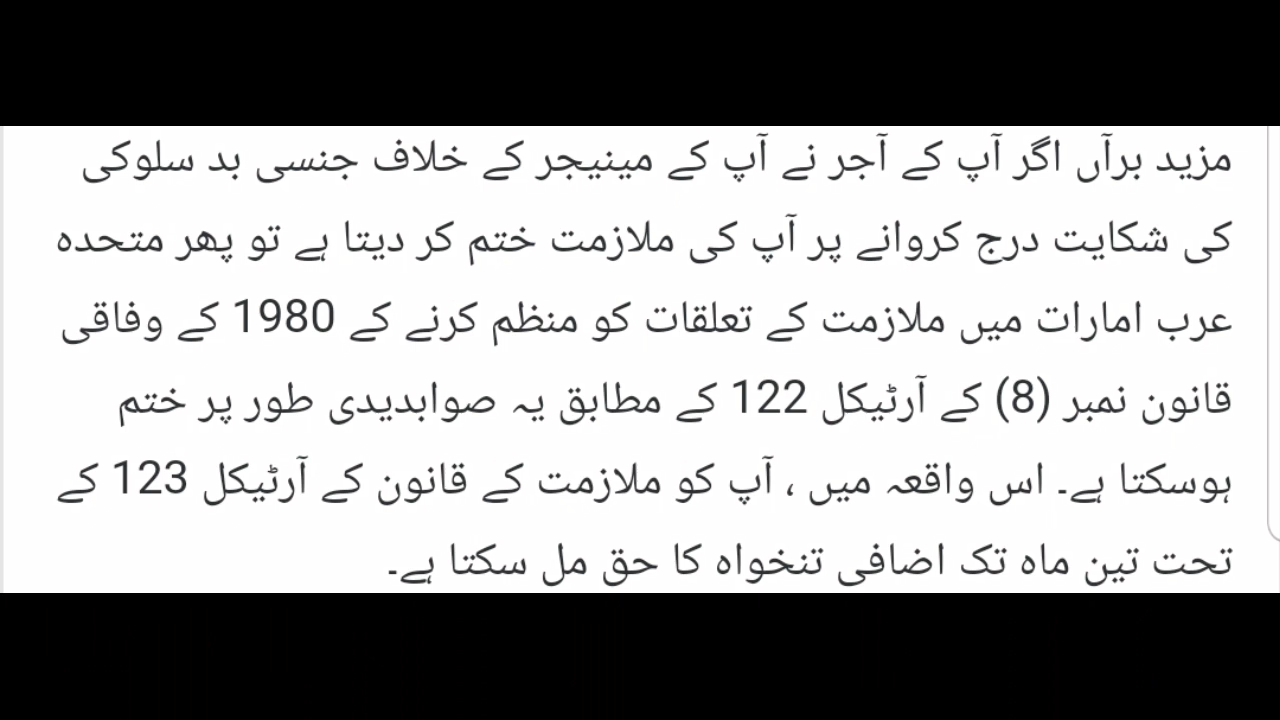 مزید برآں اگر آپ کے آجر نے آپ کے مینیجر کے خلاف جنسی بد سلوکی
کی شکایت درج کروانے پر آپ کی ملازمت ختم کر دیتا ہے تو پھر متحدہ
عرب امارات میں ملازمت کے تعلقات کو منظم کرنے کے 1980 کے وفاقی
قانون نمبر (8) کے آرٹیکل 122 کے مطابق یہ صوابدیدی طور پر ختم
ہوسکتا ہے۔ اس واقعہ میں ، آپ کو ملازمت کے قانون کے آرٹیکل 123 کے
تحت تین ماہ تک اضافی تنخواہ کا حق مل سکتا ہے۔